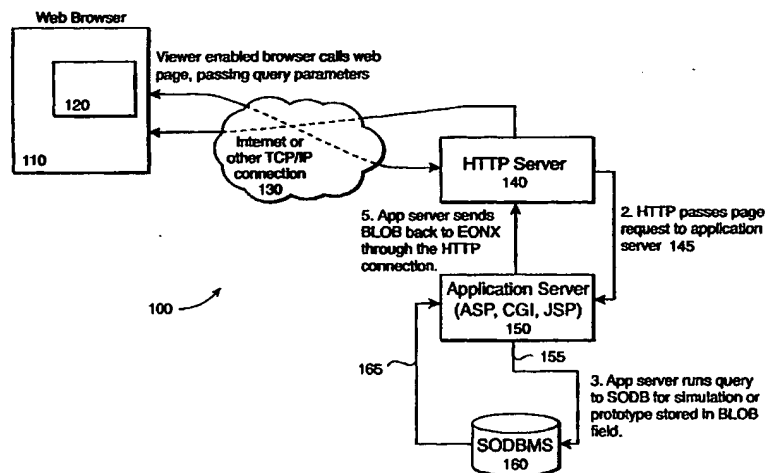 Web Browser
Viewer enabled browser calls web
page, passing query parameters
120
110
Internet or
other TCP/IP
connection
130
HTTP Server
140
5. App server sends
BLOB back to EONX
through the HTTP
connection.
2. HTTP passes page
request to application
server 145
100
Application Server
(ASP, CGI, JSP)
150
165
155
3. App server runs query
to SODB for simulation or
prototype stored in BLOB
field.
SODBMS
160